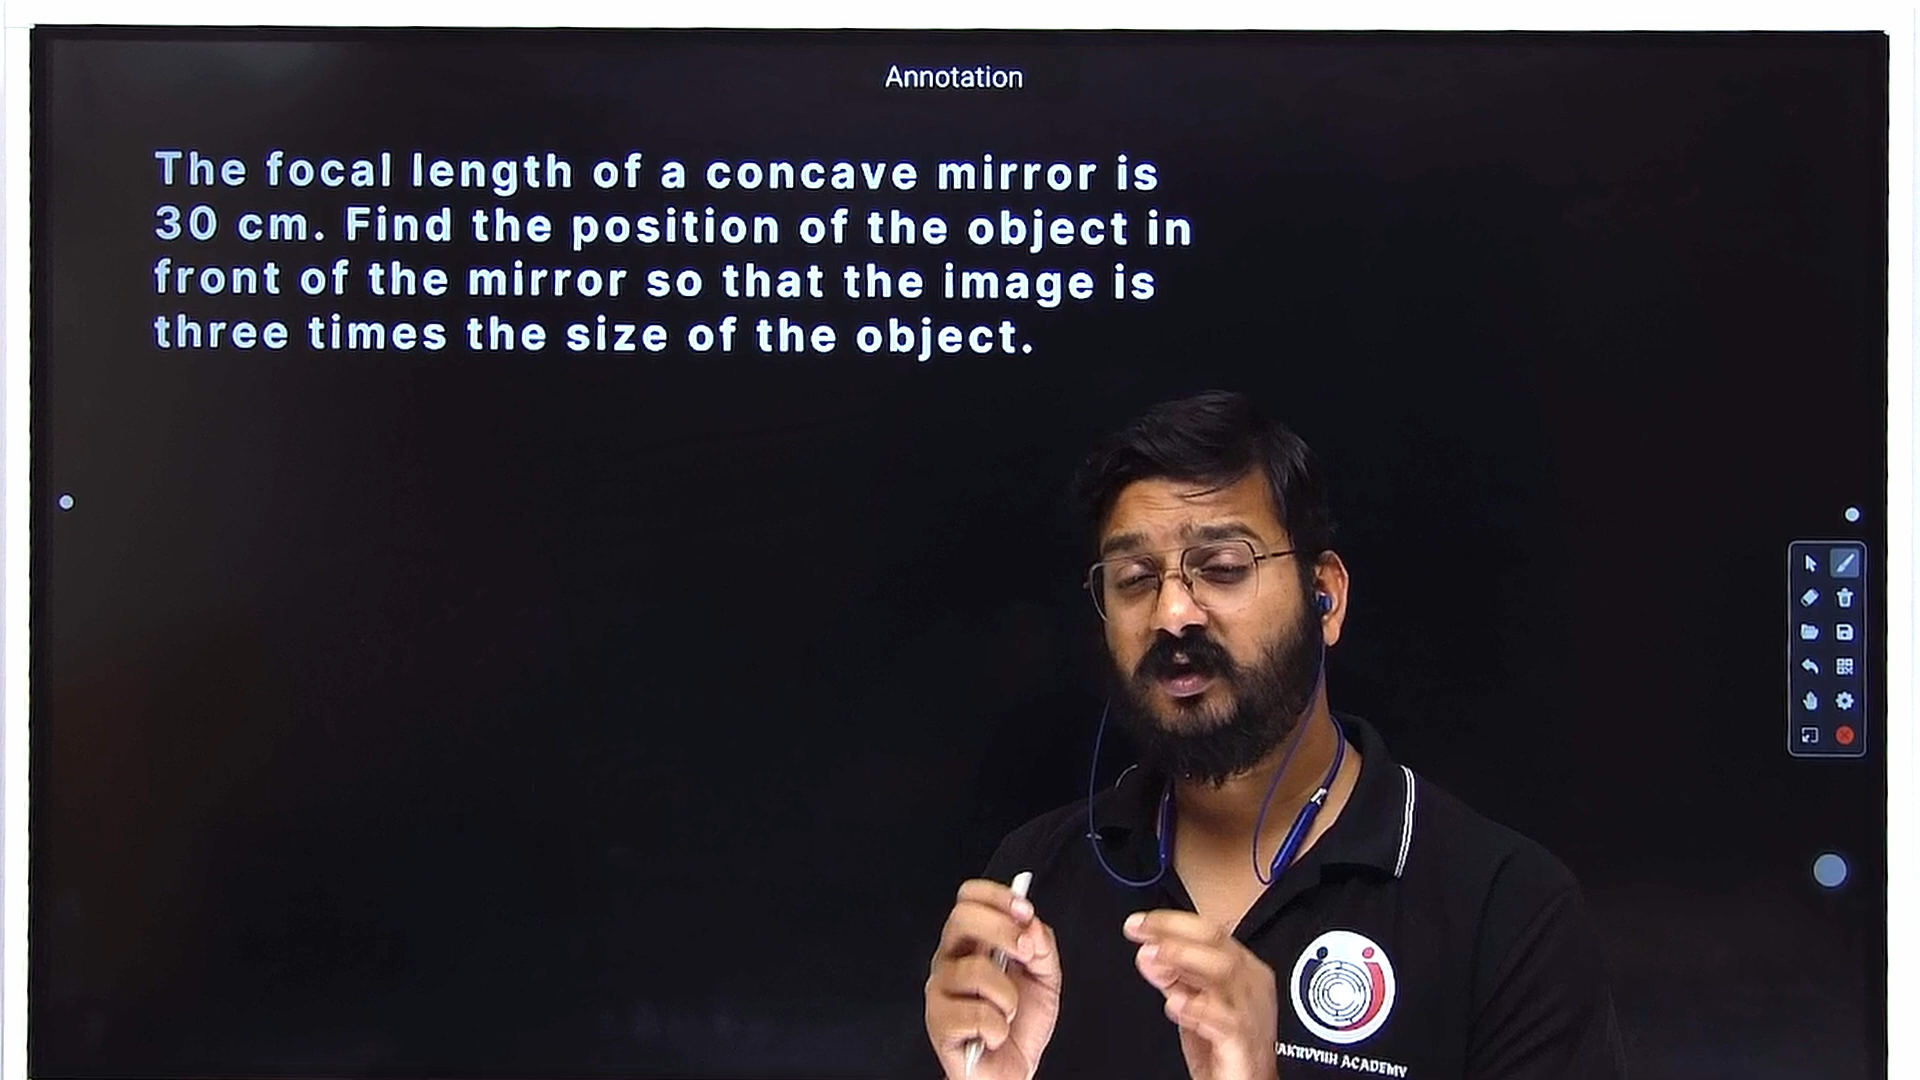 Annotation
The focal length of a concave mirror is
30 cm. Find the position of the object in
front of the mirror so that the image is
three times the size of the object.
ACADEMY